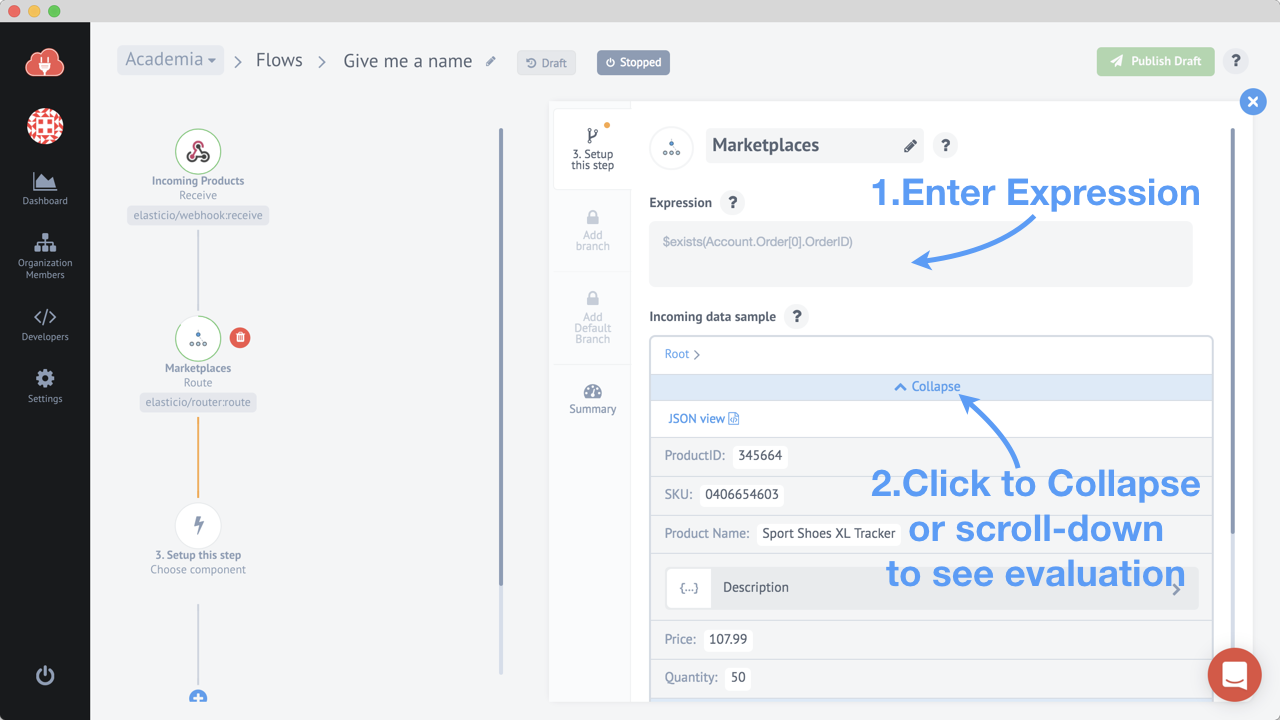 Academia
Flows
Give me a name
Draft
Stopped
Publish Draft
?
Dashboard
Organization
Members
Developers
Settings
Incoming Products
Receive
elasticio/webhook:receive
Marketplaces
Route
elasticio/router:route
3. Setup this step
Choose component
3. Setup
this step
Add
branch
Add
Default
Branch
Summary
Marketplaces
?
1.Enter Expression
Expression ?
$exists(Account.Order[0].OrderID)
Incoming data sample ?
Root
Collapse
JSON view
ProductID: 345664
2.Click to Collapse
SKU: 0406654603
or scroll-down
Product Name: Sport Shoes XL Tracker
to see evaluation
{...} Description
Price: 107.99
Quantity: 50